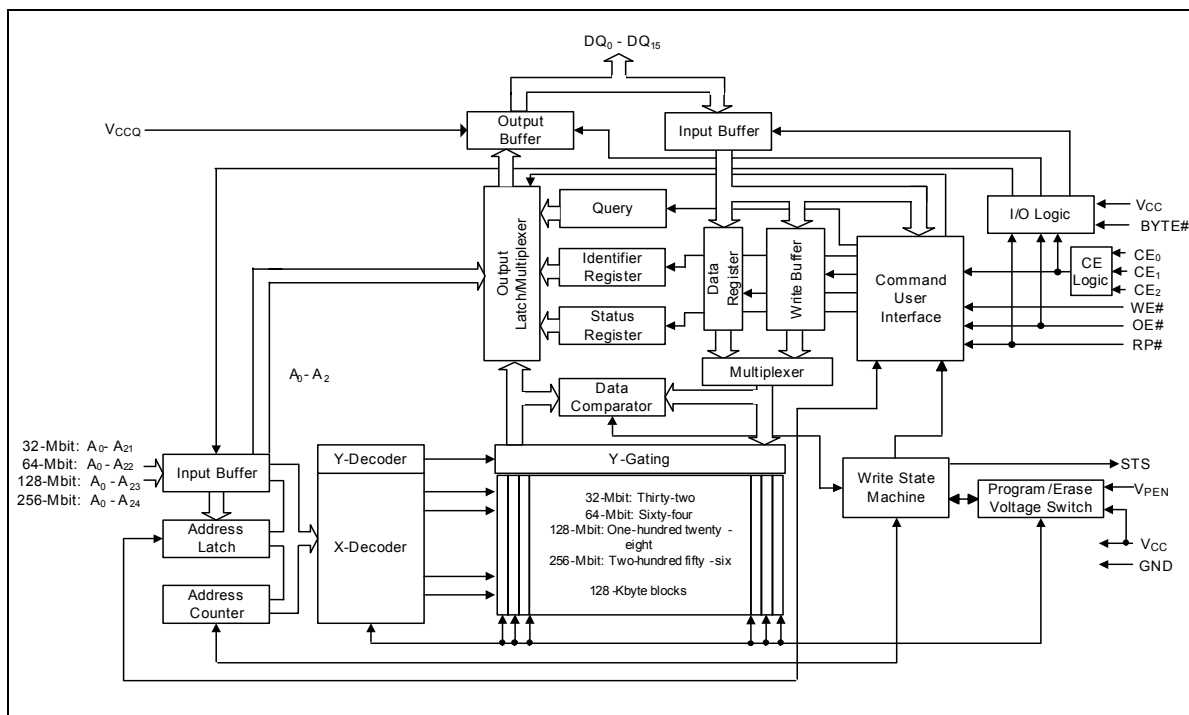 DQ0 - DQ15
VCCQ
Output
Buffer
Input Buffer
Output
Latch/Multiplexer
Query
Identifier
Register
Status
Register
Data
Register
Write Buffer
Command
User
Interface
I/O Logic
VCC
BYTE#
CE
Logic
CE0
CE1
CE2
WE#
OE#
RP#
Multiplexer
Data
Comparator
A0- A2
32-Mbit: A0- A21
64-Mbit: A0 - A22
128-Mbit: A0 - A23
256-Mbit: A0 - A24
Input Buffer
Address
Latch
Address
Counter
Y-Decoder
X-Decoder
Y-Gating
32-Mbit: Thirty-two
64-Mbit: Sixty-four
128-Mbit: One-hundred twenty -
eight
256-Mbit: Two-hundred fifty -six
128 -Kbyte blocks
Write State
Machine
Program /Erase
Voltage Switch
STS
VPEN
VCC
GND